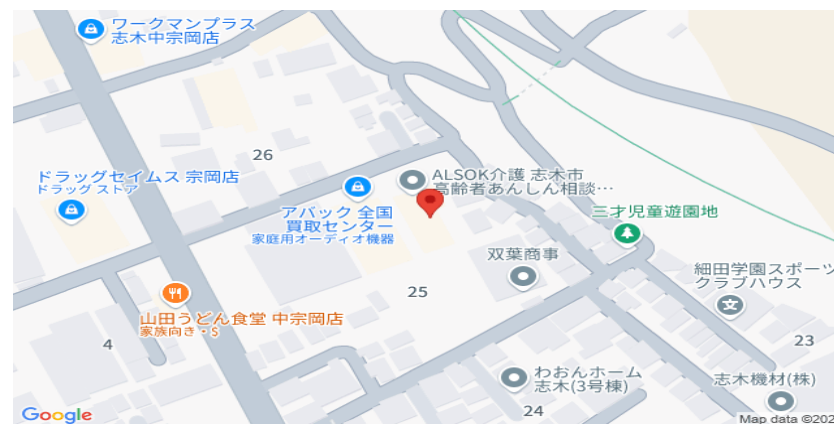 ワークマンプラス
志木中宗岡店
26
ドラッグセイムス 宗岡店
ドラッグ ストア
ALSOK介護 志木市
高齢者あんしん相談…
アバック 全国
買取センター
家庭用オーディオ機器
三才児童遊園地
双葉商事
細田学園スポーツ
クラブハウス
25
山田うどん食堂 中宗岡店
家族向き・$
4
23
わおんホーム
志木(3号棟)
志木機材(株)
24
Google
Map data ©202